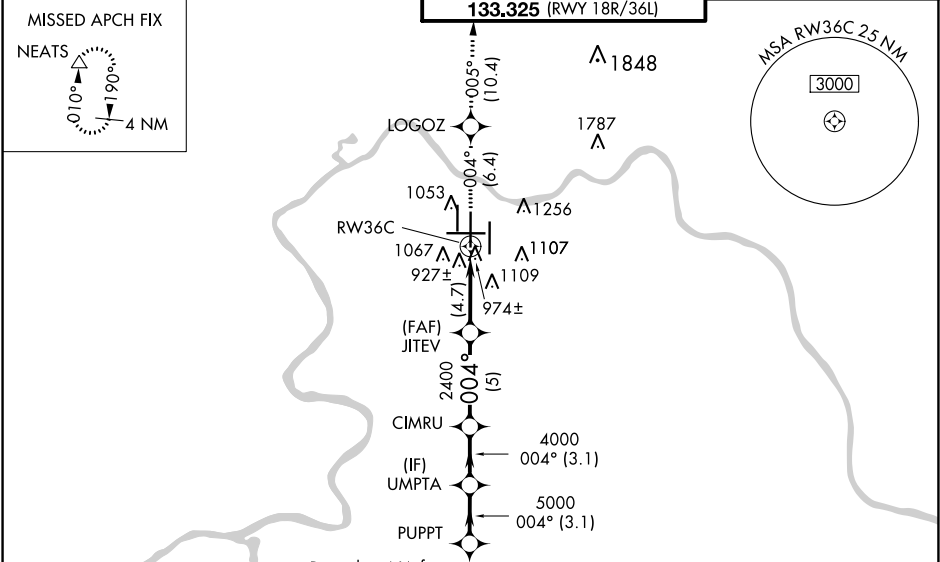 133.325 (RWY 18R/36L)
MISSED APCH FIX
NEATS
010°
190°
4 NM
MSA RW36C 25 NM
3000
1848
005°
(10.4)
LOGOZ
1787
004°
(6.4)
1053
1256
RW36C
1067
1107
927±
1109
974±
(4.7)
(FAF)
JITEV
2400
004°
(5)
CIMRU
4000
004° (3.1)
(IF)
UMPTA
5000
004° (3.1)
PUPPT